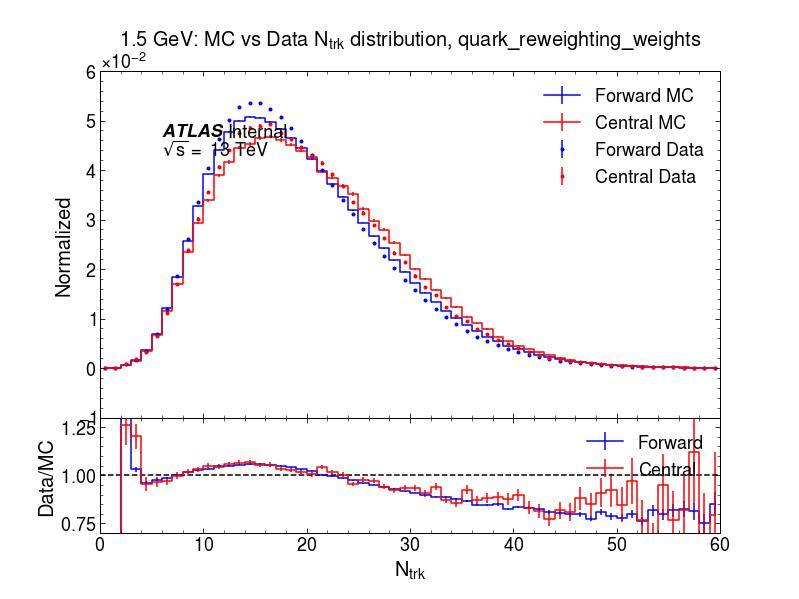 1.5 GeV: MC vs Data Ntrk distribution, quark_reweighting_weights
×10⁻²
6
5
4
3
2
1
0
−1
Normalized
ATLAS Internal
√s = 13 TeV
Forward MC
Central MC
Forward Data
Central Data
1.25
1.00
0.75
Data/MC
Forward
Central
0 10 20 30 40 50 60
Ntrk